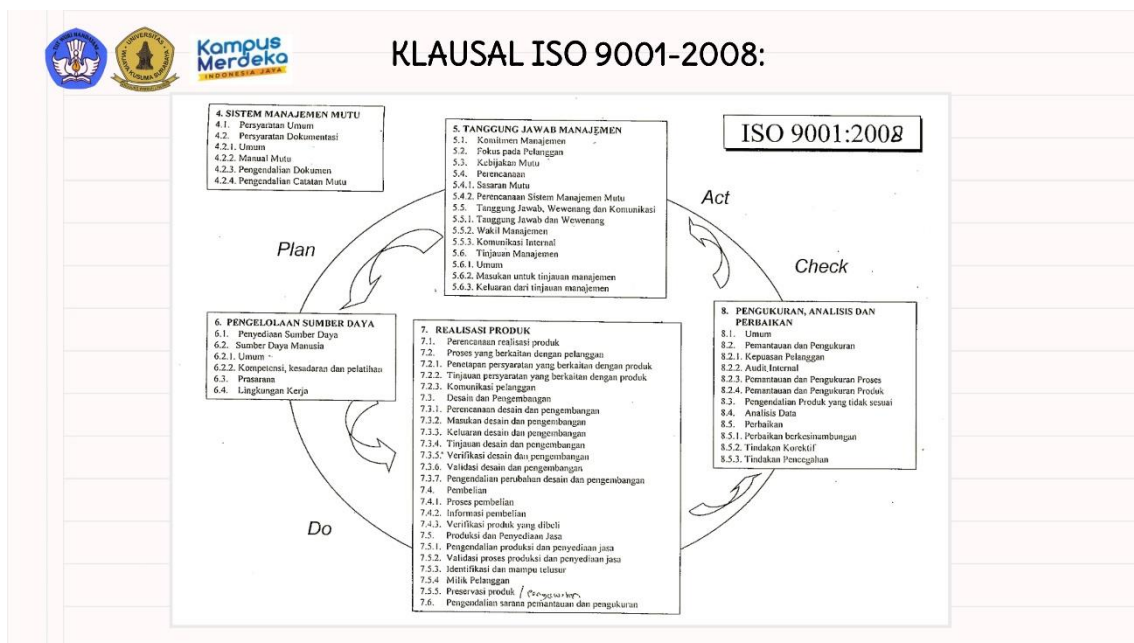 TUT WURI HANDAYANI
UNIVERSITAS
WIJAYA KUSUMA SURABAYA
Kampus
Merdeka
INDONESIA JAYA
KLAUSAL ISO 9001-2008:
4. SISTEM MANAJEMEN MUTU
4.1. Persyaratan Umum
4.2. Persyaratan Dokumentasi
4.2.1. Umum
4.2.2. Manual Mutu
4.2.3. Pengendalian Dokumen
4.2.4. Pengendalian Catatan Mutu
5. TANGGUNG JAWAB MANAJEMEN
5.1. Komitmen Manajemen
5.2. Fokus pada Pelanggan
5.3. Kebijakan Mutu
5.4. Perencanaan
5.4.1. Sasaran Mutu
5.4.2. Perencanaan Sistem Manajemen Mutu
5.5. Tanggung Jawab, Wewenang dan Komunikasi
5.5.1. Tanggung Jawab dan Wewenang
5.5.2. Wakil Manajemen
5.5.3. Komunikasi Internal
5.6. Tinjauan Manajemen
5.6.1. Umum
5.6.2. Masukan untuk tinjauan manajemen
5.6.3. Keluaran dari tinjauan manajemen
ISO 9001:2008
Act
Plan
Check
6. PENGELOLAAN SUMBER DAYA
6.1. Penyediaan Sumber Daya
6.2. Sumber Daya Manusia
6.2.1. Umum
6.2.2. Kompetensi, kesadaran dan pelatihan
6.3. Prasarana
6.4. Lingkungan Kerja
7. REALISASI PRODUK
7.1. Perencanaan realisasi produk
7.2. Proses yang berkaitan dengan pelanggan
7.2.1. Penetapan persyaratan yang berkaitan dengan produk
7.2.2. Tinjauan persyaratan yang berkaitan dengan produk
7.2.3. Komunikasi pelanggan
7.3. Desain dan Pengembangan
7.3.1. Perencanaan desain dan pengembangan
7.3.2. Masukan desain dan pengembangan
7.3.3. Keluaran desain dan pengembangan
7.3.4. Tinjauan desain dan pengembangan
7.3.5. Verifikasi desain dan pengembangan
7.3.6. Validasi desain dan pengembangan
7.3.7. Pengendalian perubahan desain dan pengembangan
7.4. Pembelian
7.4.1. Proses pembelian
7.4.2. Informasi pembelian
7.4.3. Verifikasi produk yang dibeli
7.5. Produksi dan Penyediaan Jasa
7.5.1. Pengendalian produksi dan penyediaan jasa
7.5.2. Validasi proses produksi dan penyediaan jasa
7.5.3. Identifikasi dan mampu telusur
7.5.4 Milik Pelanggan
7.5.5. Preservasi produk /
7.6. Pengendalian sarana pemantauan dan pengukuran
8. PENGUKURAN, ANALISIS DAN
PERBAIKAN
8.1. Umum
8.2. Pemantauan dan Pengukuran
8.2.1. Kepuasan Pelanggan
8.2.2. Audit Internal
8.2.3. Pemantauan dan Pengukuran Proses
8.2.4. Pemantauan dan Pengukuran Produk
8.3. Pengendalian Produk yang tidak sesuai
8.4. Analisis Data
8.5. Perbaikan
8.5.1. Perbaikan berkesinambungan
8.5.2. Tindakan Korektif
8.5.3. Tindakan Pencegahan
Do